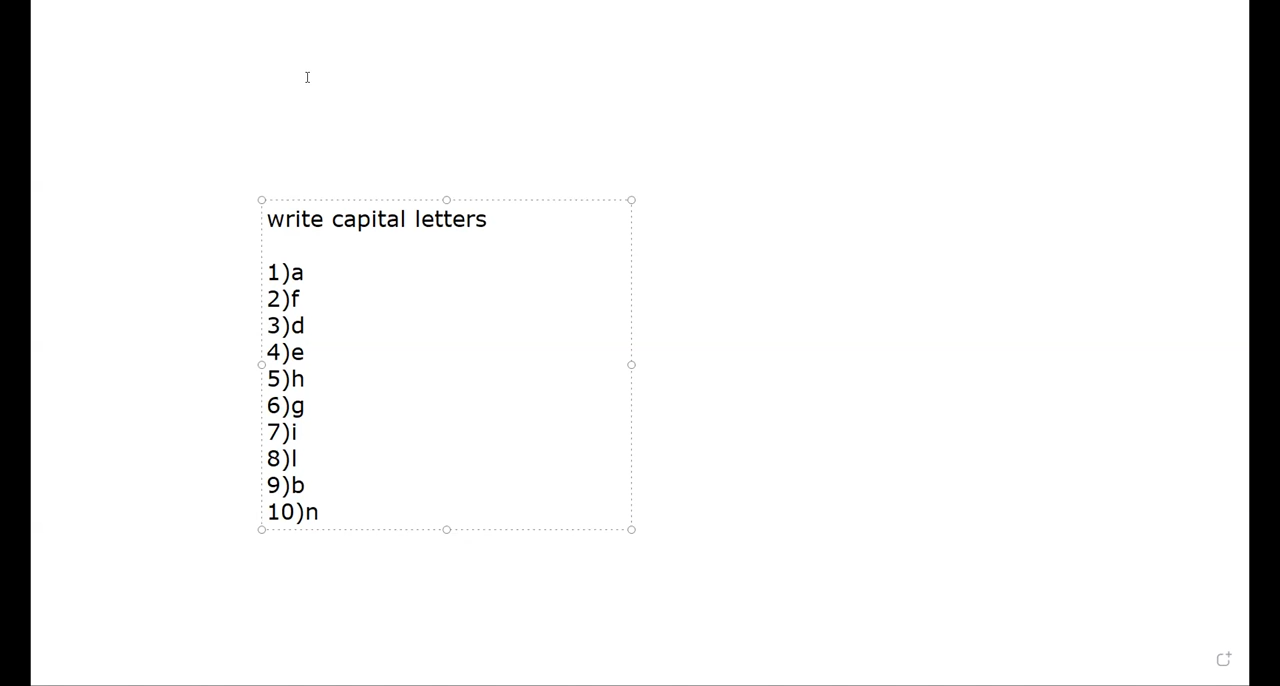 write capital letters
1)a
2)f
3)d
4)e
5)h
6)g
7)i
8)l
9)b
10)n